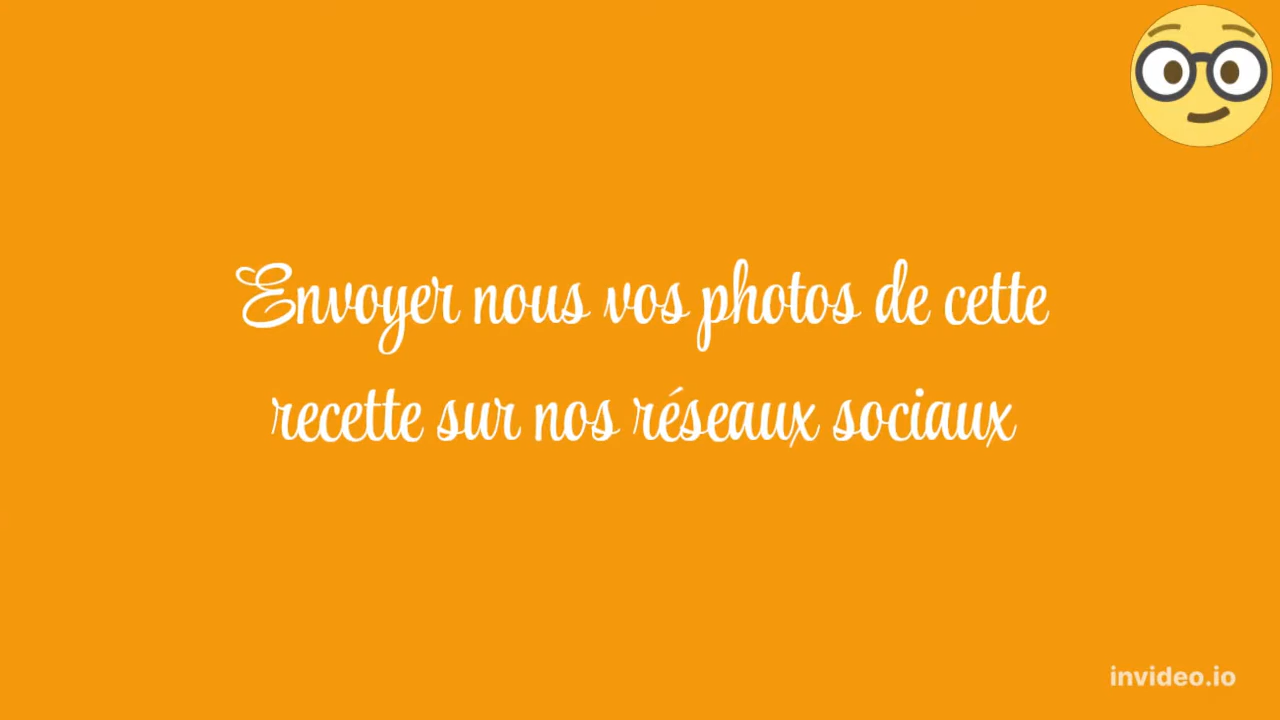 Envoyer nous vos photos de cette
recette sur nos réseaux sociaux
invideo.io